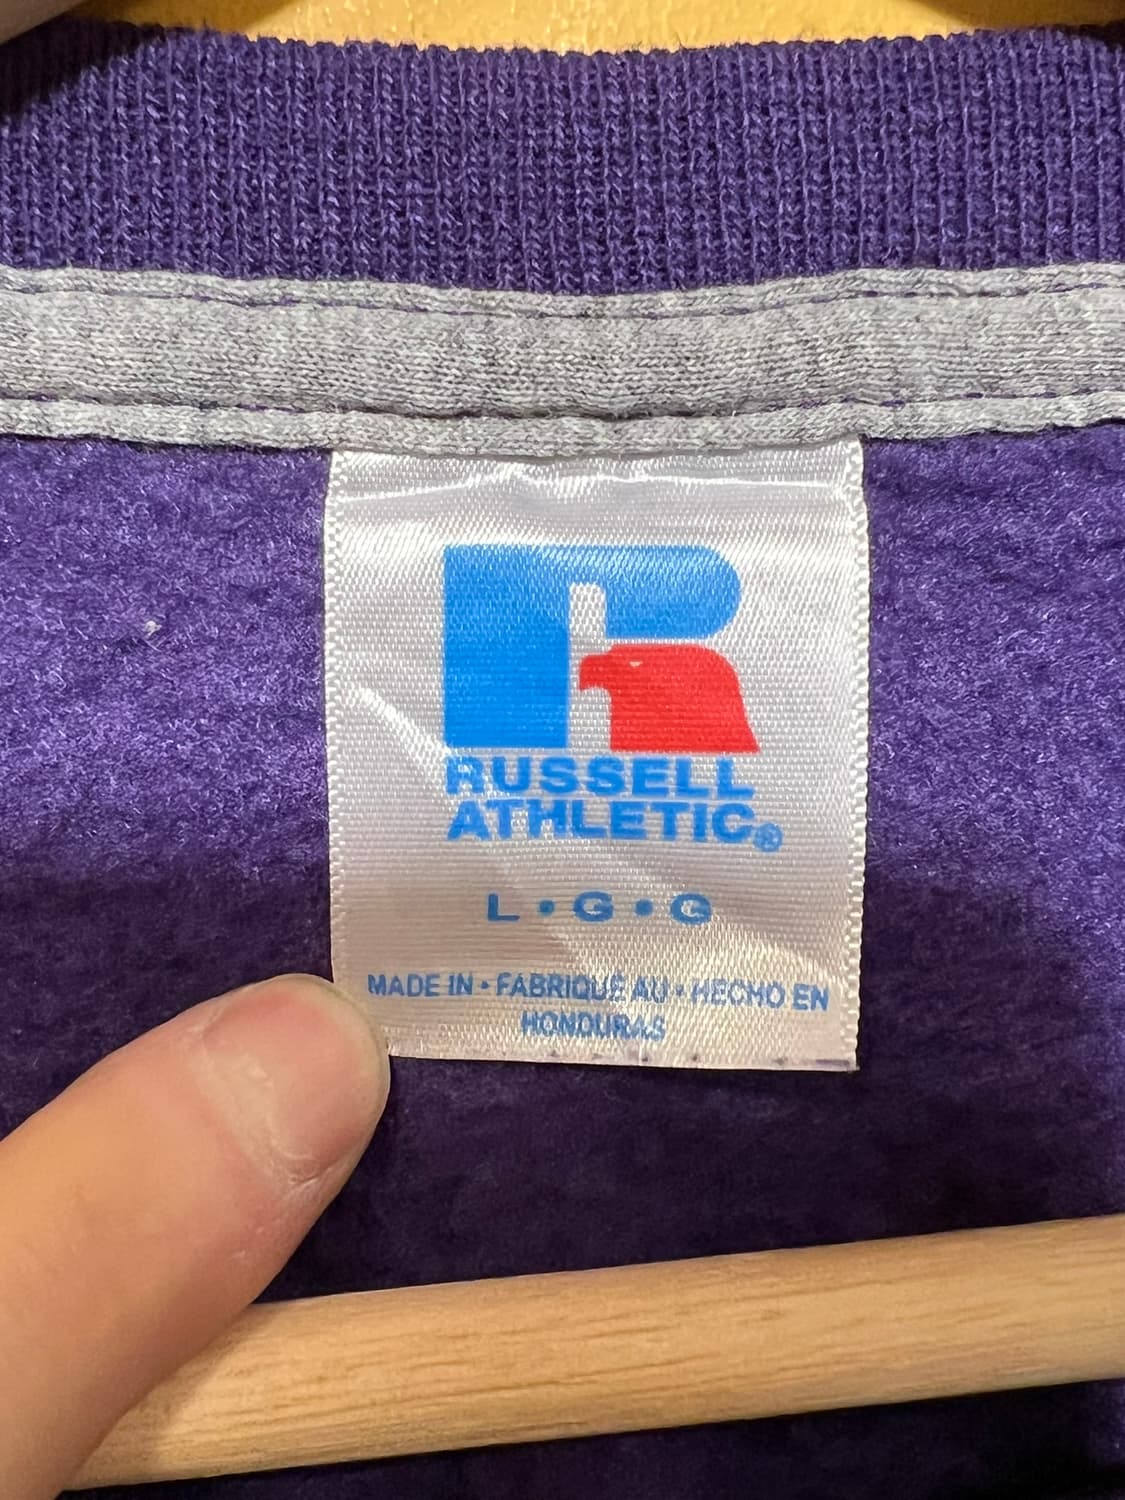 RUSSELL
ATHLETIC®
L • G • G
MADE IN • FABRIQUÉ AU • HECHO EN
HONDURAS